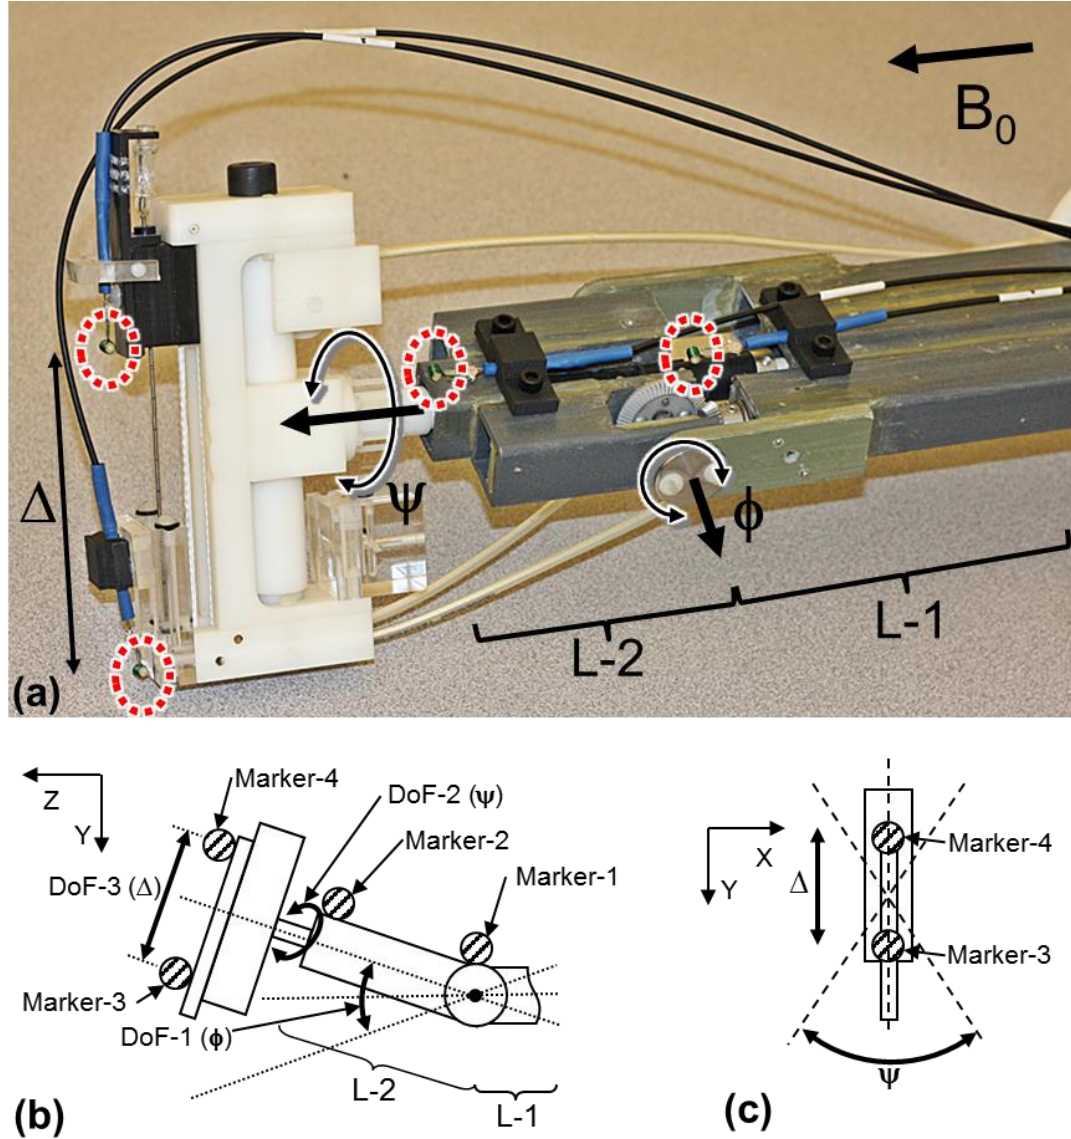 B0
Δ
Ψ
ϕ
L-2
L-1
(a)
Z
Y
Marker-4
DoF-2 (Ψ)
Marker-2
Marker-1
DoF-3 (Δ)
Marker-3
DoF-1 (ϕ)
L-2
L-1
(b)
X
Y
Δ
Marker-4
Marker-3
Ψ
(c)